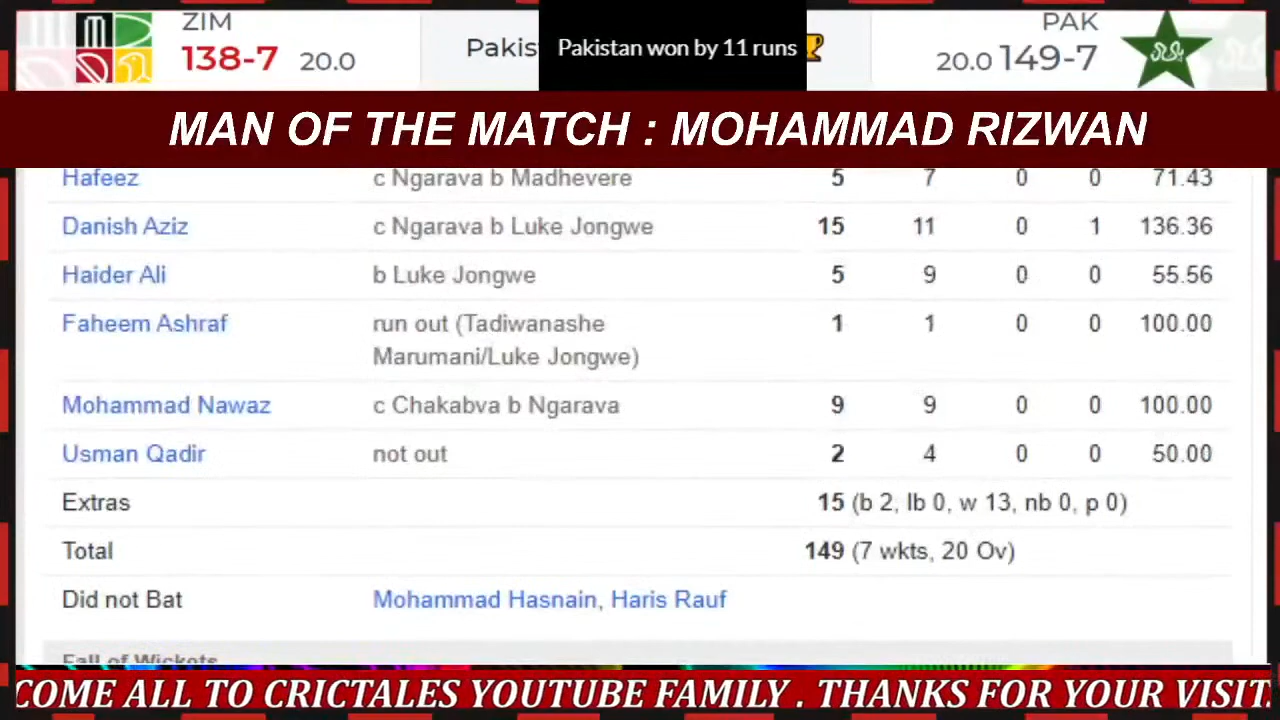 ZIM
138-7 20.0
Pakis
Pakistan won by 11 runs
PAK
20.0 149-7
MAN OF THE MATCH : MOHAMMAD RIZWAN
Hafeez c Ngarava b Madhevere 5 7 0 0 71.43
Danish Aziz c Ngarava b Luke Jongwe 15 11 0 1 136.36
Haider Ali b Luke Jongwe 5 9 0 0 55.56
Faheem Ashraf run out (Tadiwanashe 1 1 0 0 100.00
Marumani/Luke Jongwe)
Mohammad Nawaz c Chakabva b Ngarava 9 9 0 0 100.00
Usman Qadir not out 2 4 0 0 50.00
Extras 15 (b 2, lb 0, w 13, nb 0, p 0)
Total 149 (7 wkts, 20 Ov)
Did not Bat Mohammad Hasnain, Haris Rauf
Fall of Wickets
COME ALL TO CRICTALES YOUTUBE FAMILY . THANKS FOR YOUR VISIT.